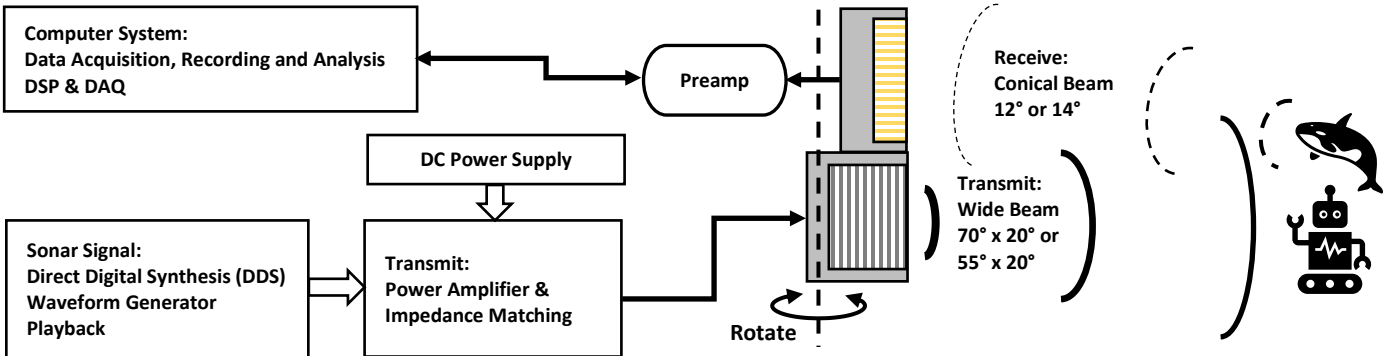 Computer System:
Data Acquisition, Recording and Analysis
DSP & DAQ
Preamp
Receive:
Conical Beam
12° or 14°
DC Power Supply
Transmit:
Wide Beam
70° x 20° or
55° x 20°
Sonar Signal:
Direct Digital Synthesis (DDS)
Waveform Generator
Playback
Transmit:
Power Amplifier &
Impedance Matching
Rotate